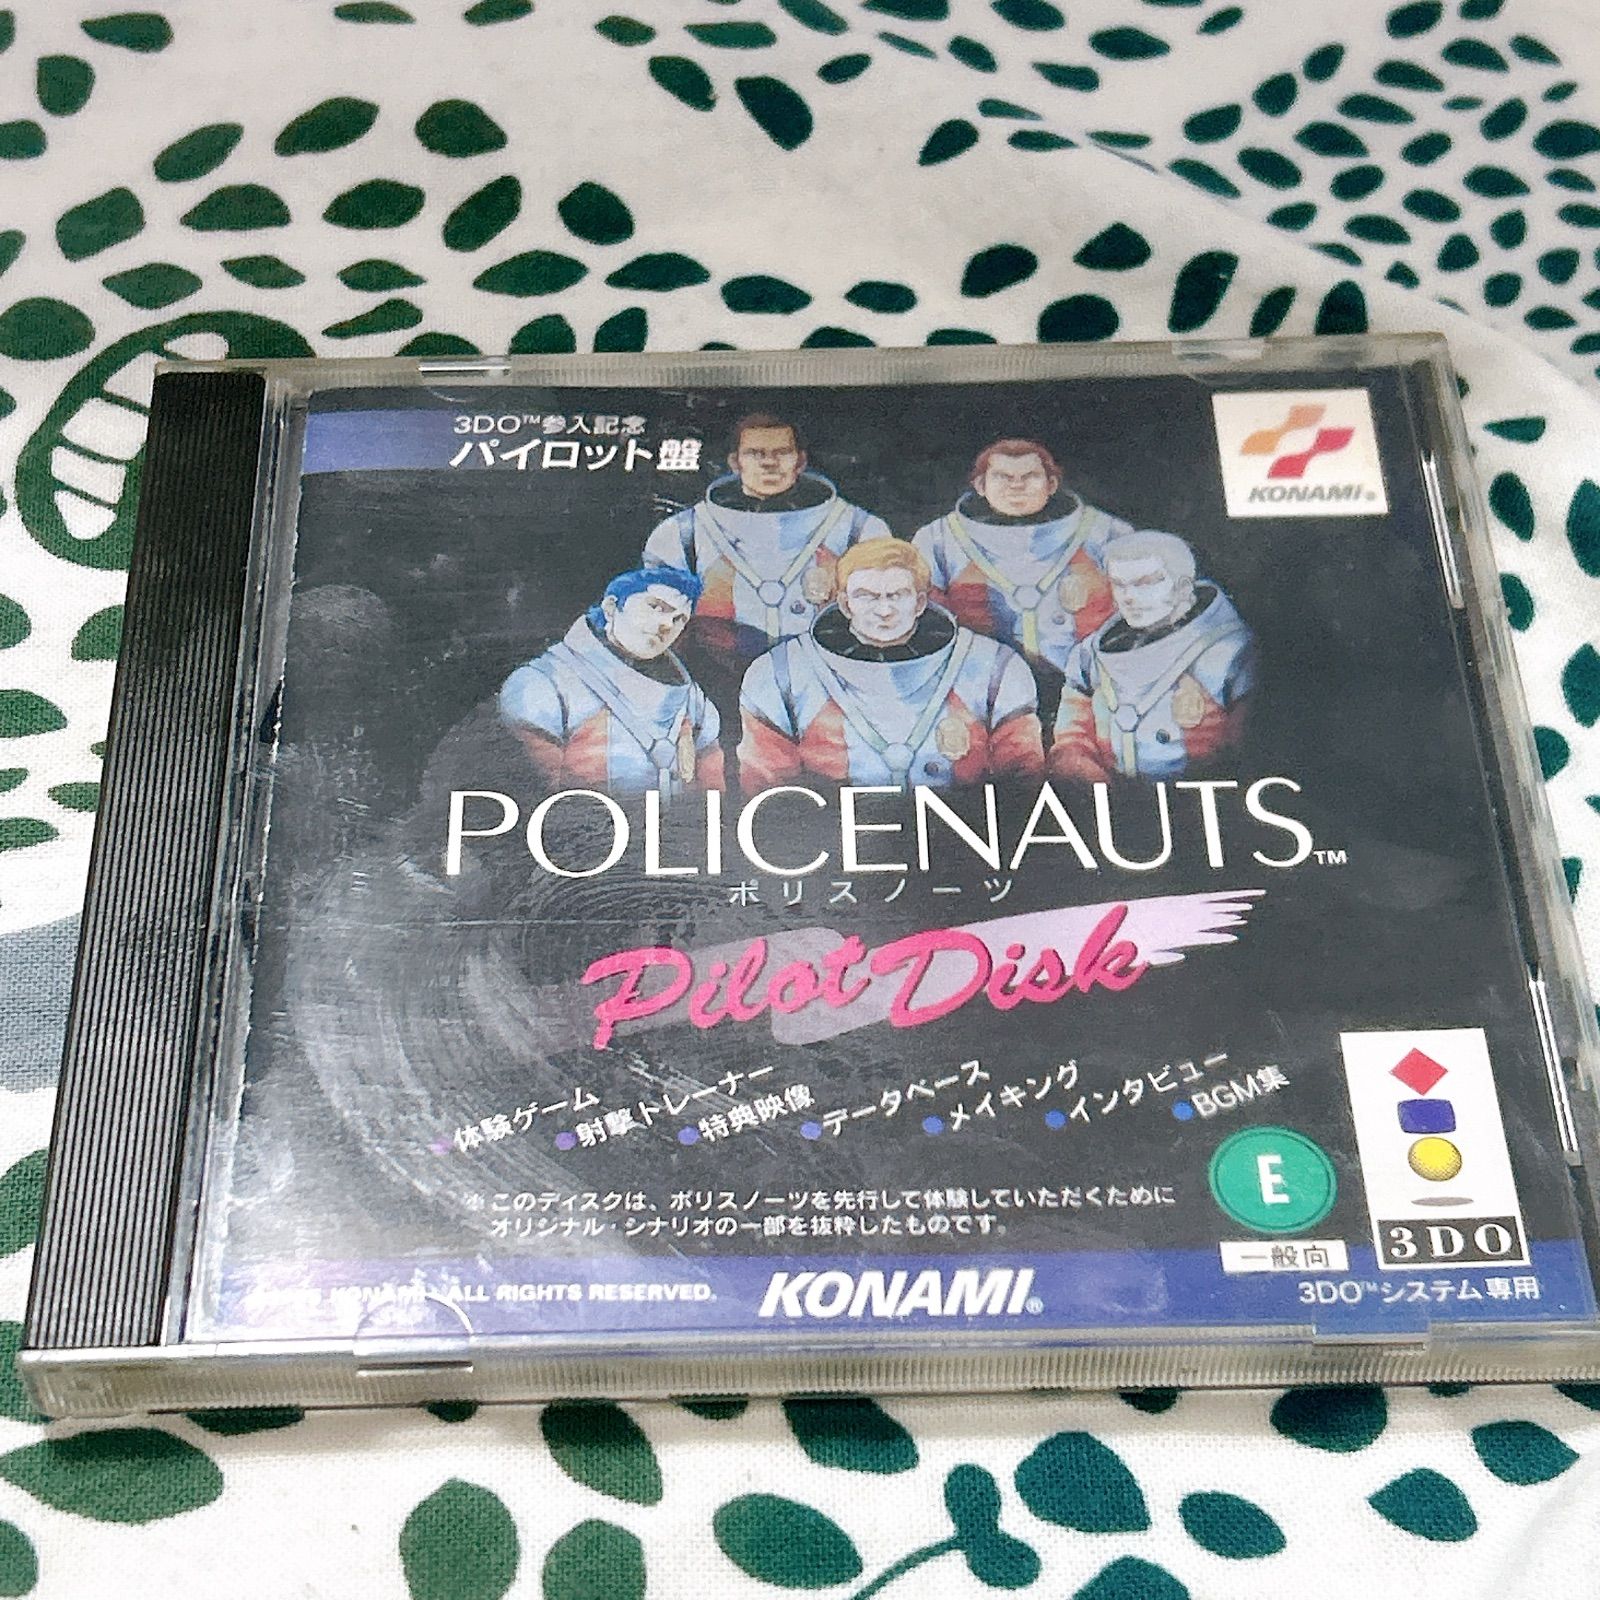 3DO™参入記念
パイロット盤
KONAMI®
POLICENAUTS™
ポリスノーツ
Pilot Disk
●体験ゲーム
●射撃トレーナー
●特典映像
●データベース
●メイキング
●インタビュー
●BGM集
※このディスクは、ポリスノーツを先行して体験していただくために
オリジナル・シナリオの一部を抜粋したものです。
E
一般向
3DO
KONAMI ALL RIGHTS RESERVED.
KONAMI®
3DO™システム専用